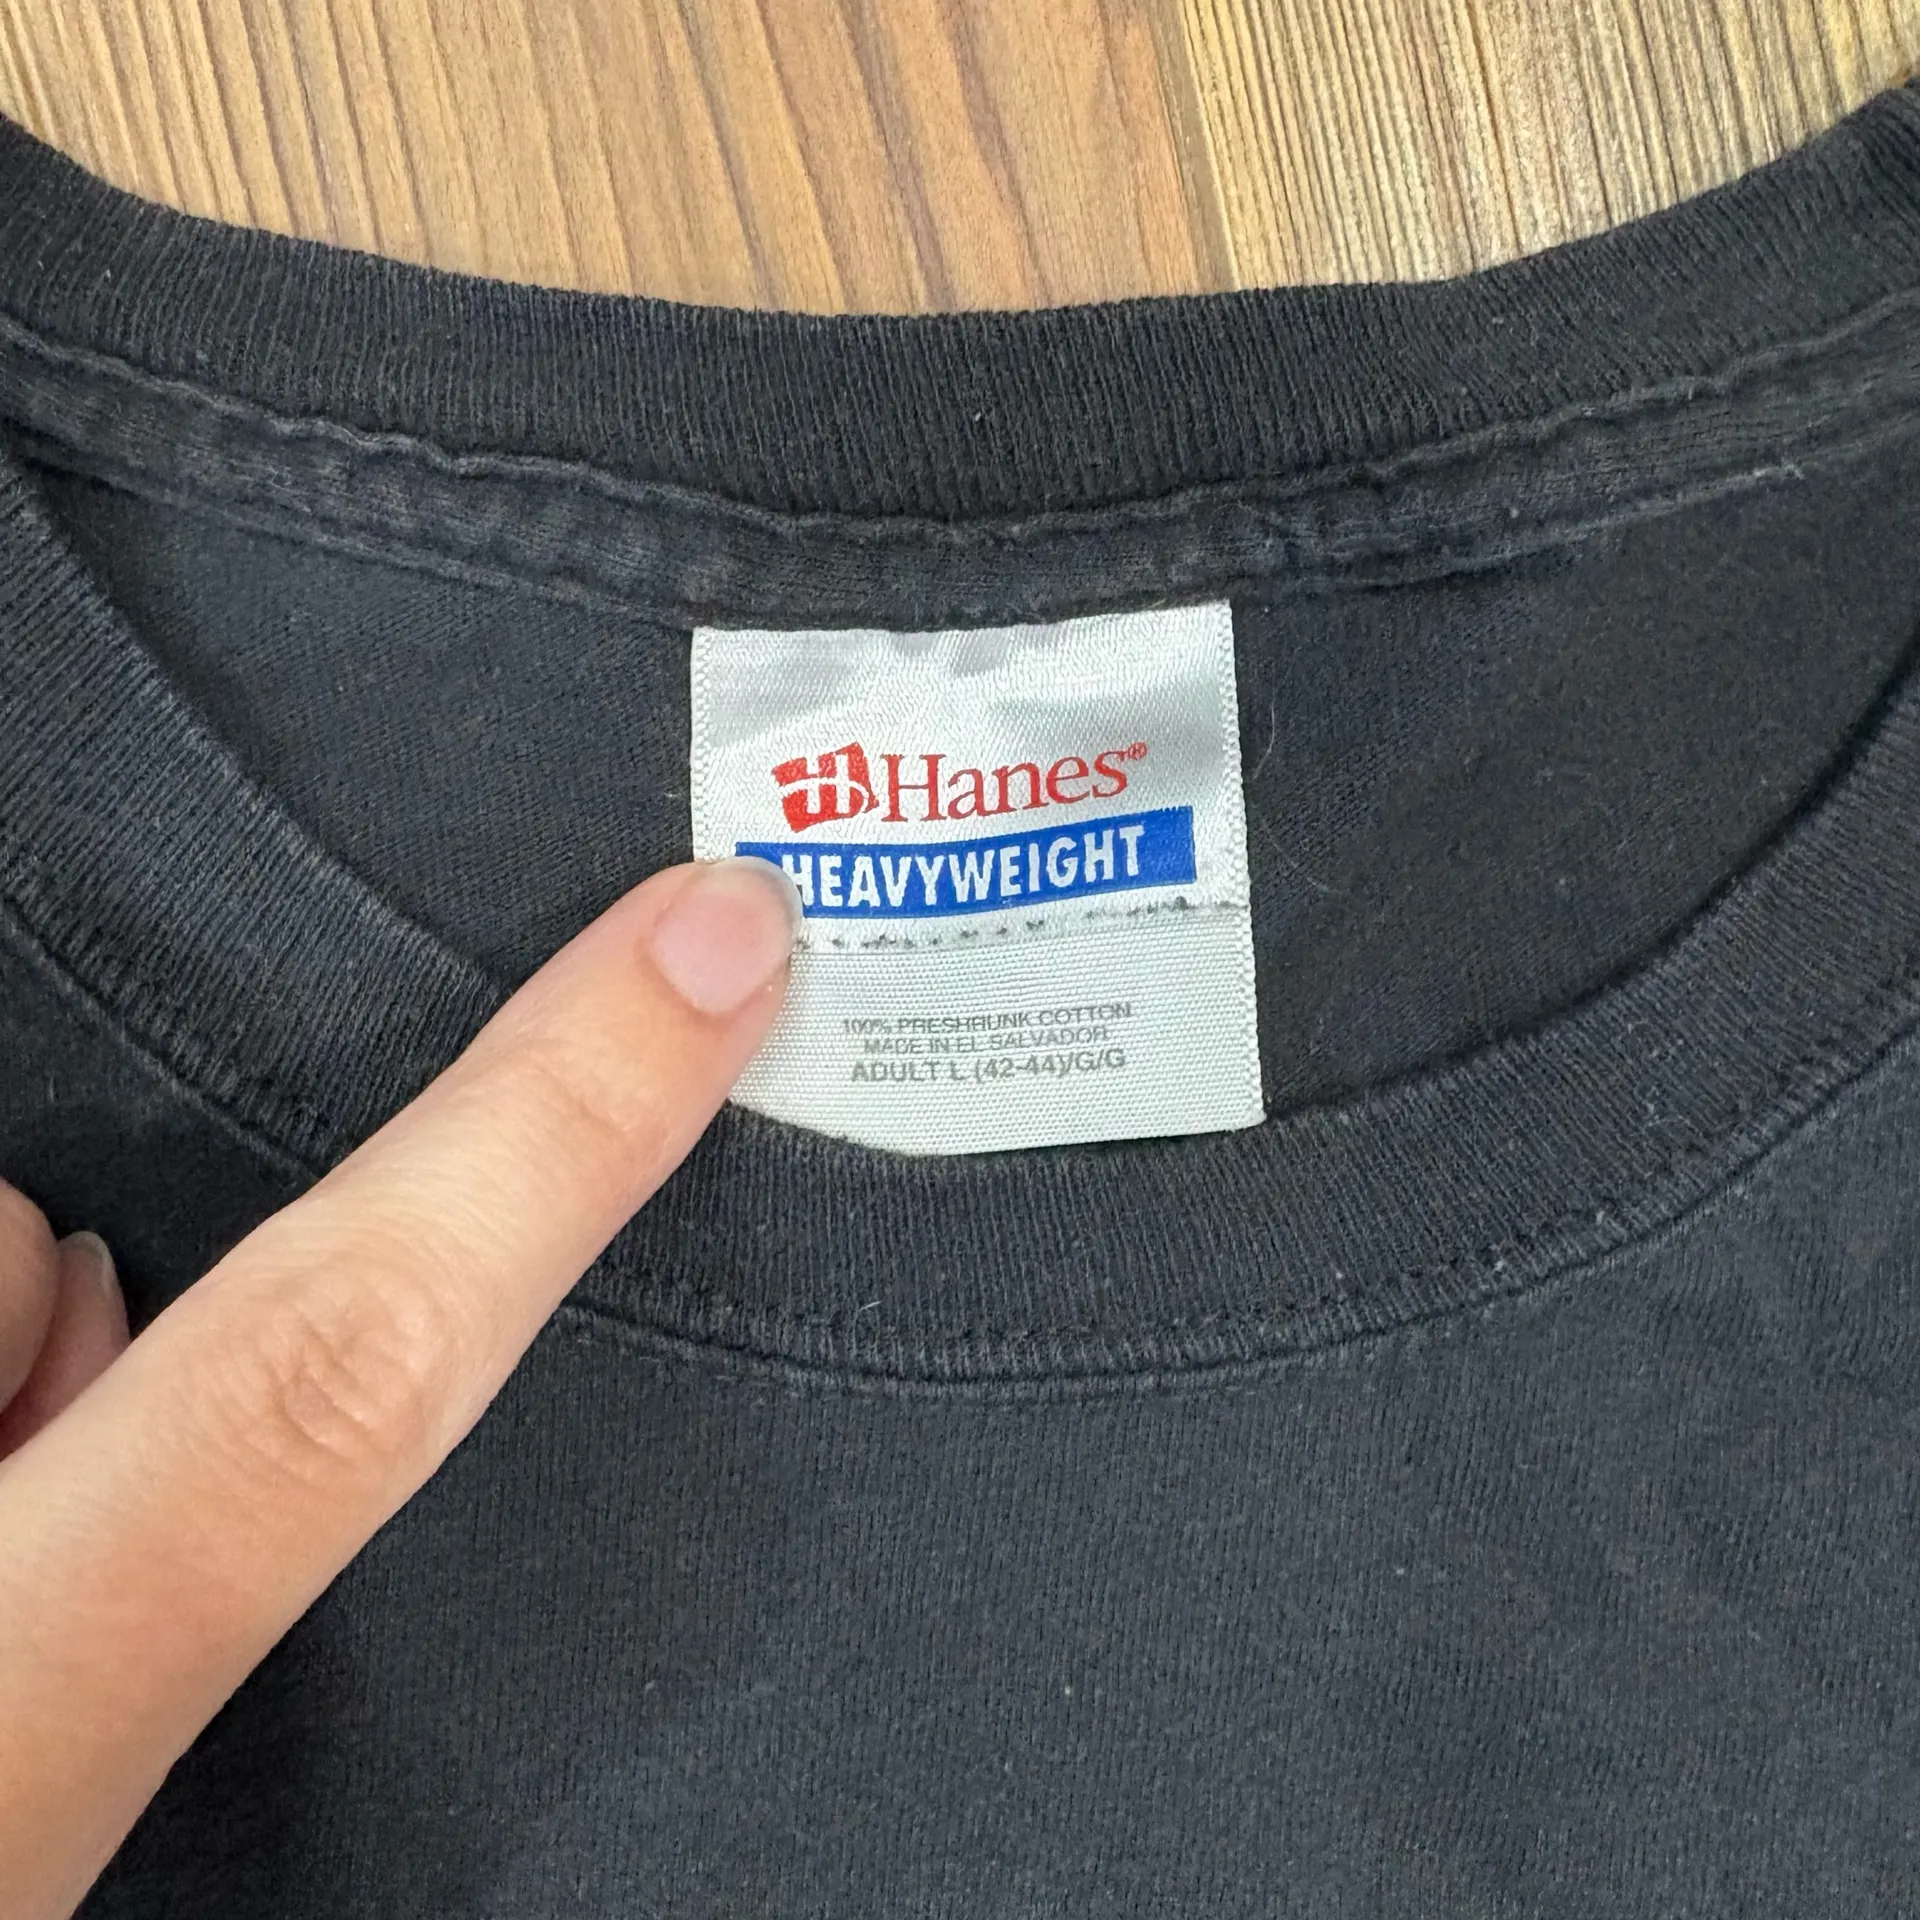 Hanes®
HEAVYWEIGHT
100% PRESHRUNK COTTON
MADE IN EL SALVADOR
ADULT L (42-44)/G/G